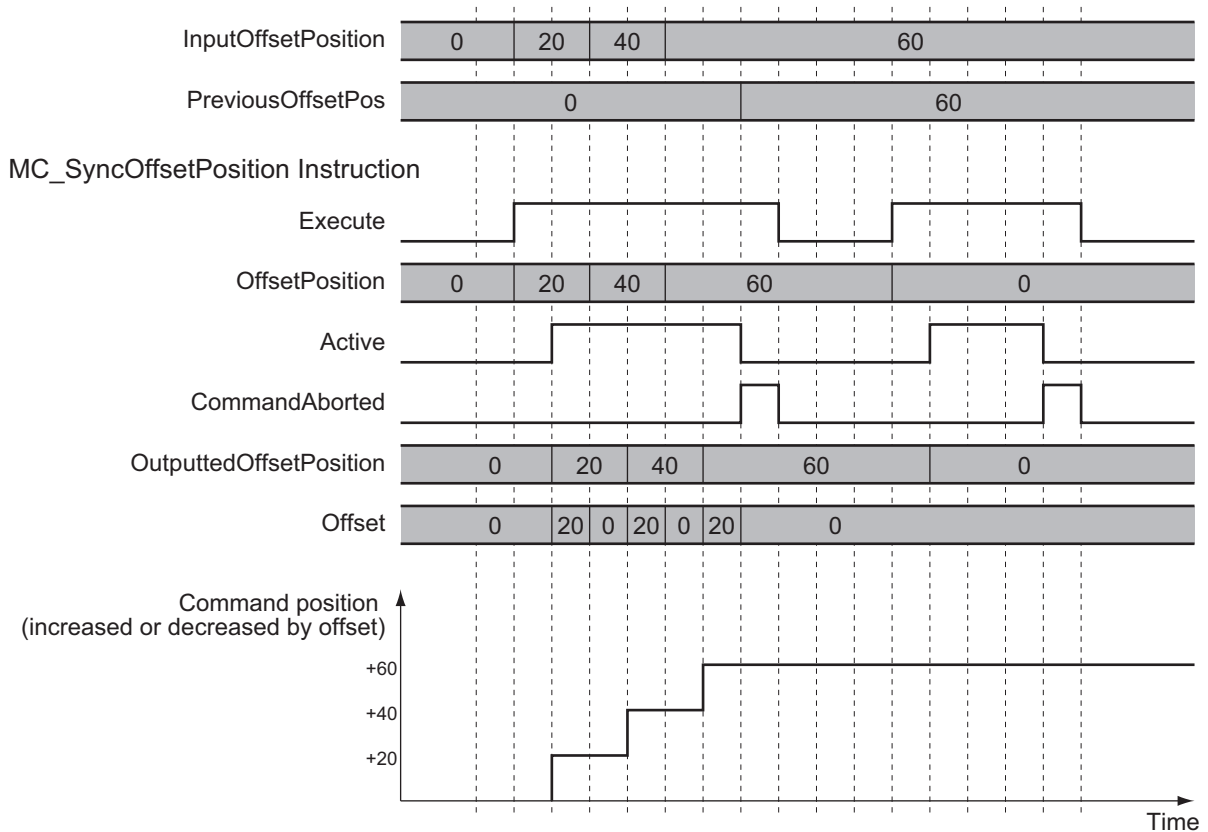 InputOffsetPosition 0 20 40 60
PreviousOffsetPos 0 60
MC_SyncOffsetPosition Instruction
Execute
OffsetPosition 0 20 40 60 0
Active
CommandAborted
OutputtedOffsetPosition 0 20 40 60 0
Offset 0 20 0 20 0 20 0
Command position
(increased or decreased by offset)
+60
+40
+20
Time